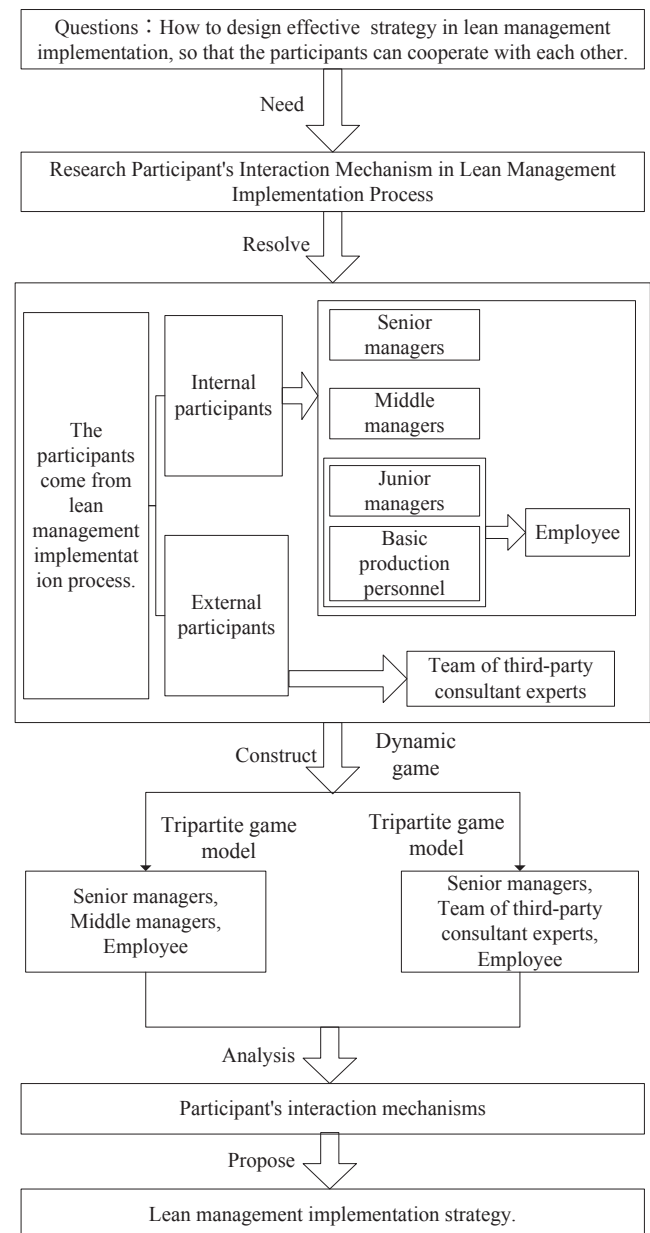 Questions：How to design effective strategy in lean management
implementation, so that the participants can cooperate with each other.
Need
Research Participant's Interaction Mechanism in Lean Management
Implementation Process
Resolve
The
participants
come from
lean
management
implementat
ion process.
Internal
participants
Senior
managers
Middle
managers
Junior
managers
Basic
production
personnel
Employee
External
participants
Team of third-party
consultant experts
Construct
Dynamic
game
Tripartite game
model
Tripartite game
model
Senior managers,
Middle managers,
Employee
Senior managers,
Team of third-party
consultant experts,
Employee
Analysis
Participant's interaction mechanisms
Propose
Lean management implementation strategy.